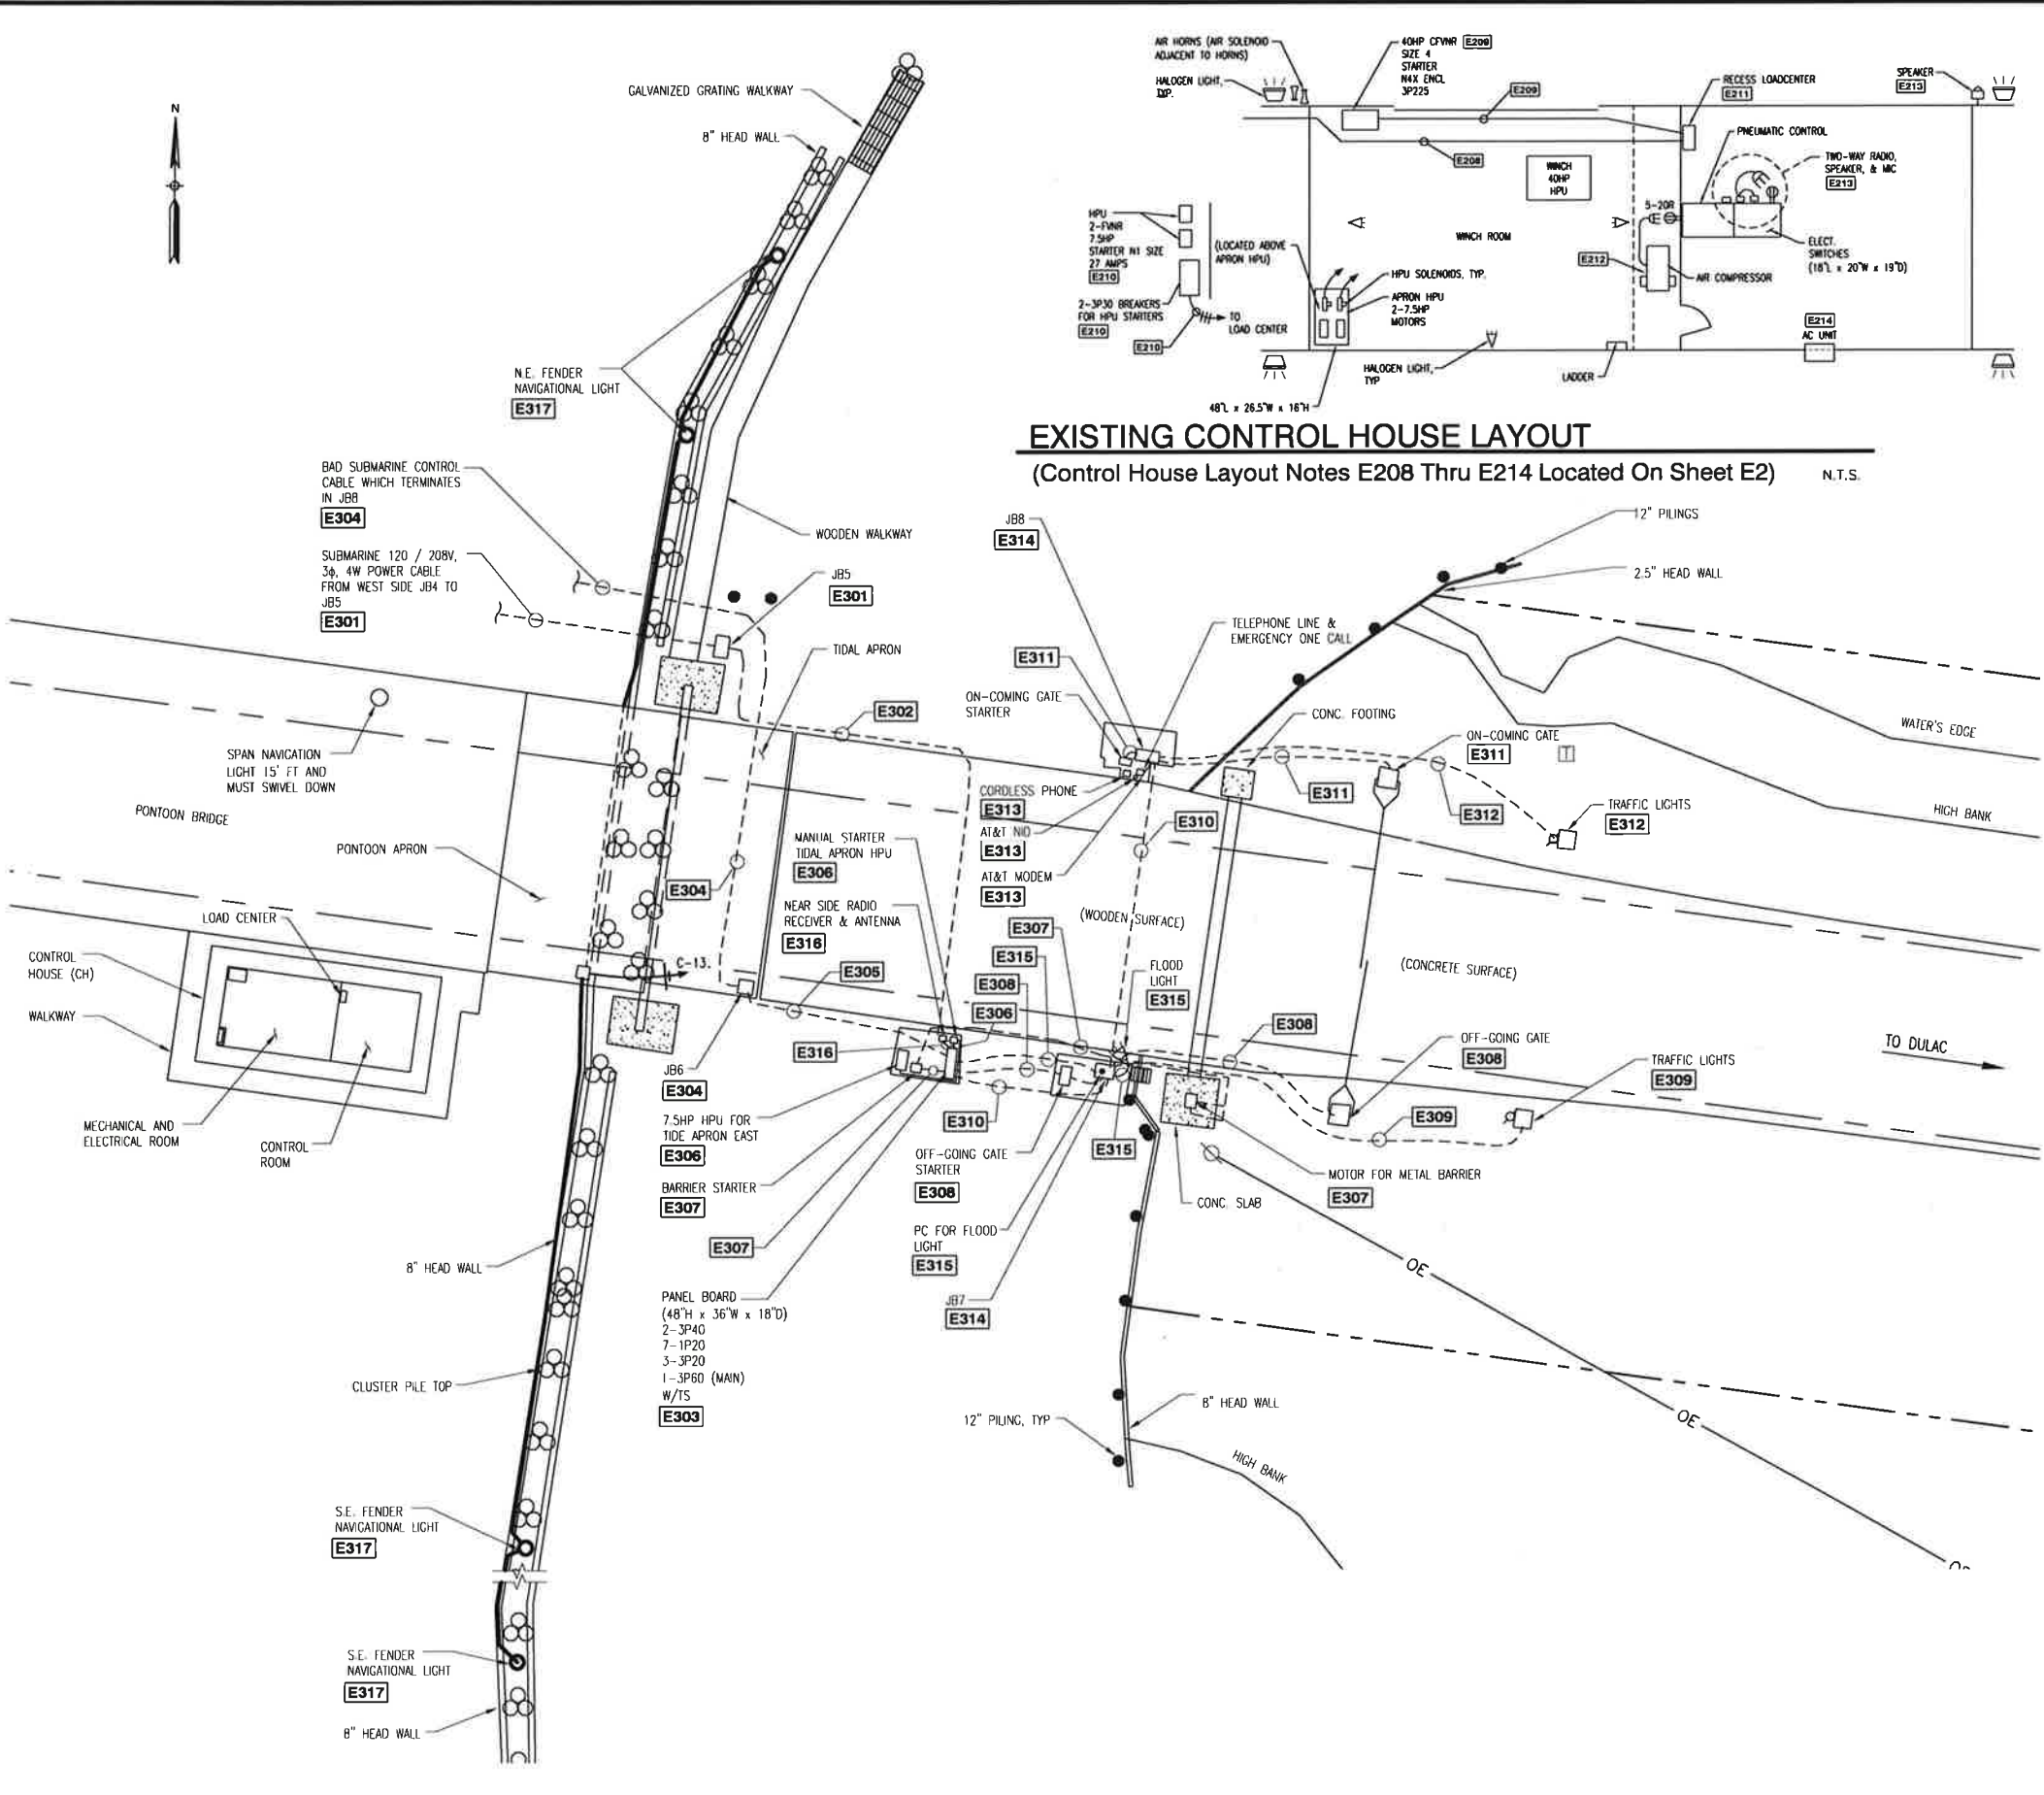 N
GALVANIZED GRATING WALKWAY
8" HEAD WALL
N.E. FENDER
NAVIGATIONAL LIGHT
E317
BAD SUBMARINE CONTROL
CABLE WHICH TERMINATES
IN JB8
E304
SUBMARINE 120 / 208V,
3ϕ, 4W POWER CABLE
FROM WEST SIDE JB4 TO
JB5
E301
WOODEN WALKWAY
JB5
E301
TIDAL APRON
E302
AIR HORNS (AIR SOLENOID
ADJACENT TO HORNS)
HALOGEN LIGHT,
TYP.
40HP CFVNR E209
SIZE 4
STARTER
N4X ENCL
3P225
E209
E208
RECESS LOADCENTER
E211
SPEAKER
E213
PNEUMATIC CONTROL
TWO-WAY RADIO,
SPEAKER, & MIC
E213
WINCH
40HP
HPU
5-20R
WINCH ROOM
HPU
2-FVNR
7.5HP
STARTER N1 SIZE
27 AMPS
E210
(LOCATED ABOVE
APRON HPU)
2-3P30 BREAKERS
FOR HPU STARTERS
E210
E210
TO
LOAD CENTER
HPU SOLENOIDS, TYP.
APRON HPU
2-7.5HP
MOTORS
E212
AIR COMPRESSOR
ELECT.
SWITCHES
(18"L x 20"W x 19"D)
E214
AC UNIT
HALOGEN LIGHT,
TYP
LADDER
48"L x 26.5"W x 16"H
EXISTING CONTROL HOUSE LAYOUT
(Control House Layout Notes E208 Thru E214 Located On Sheet E2)
N.T.S.
JB8
E314
12" PILINGS
2.5" HEAD WALL
TELEPHONE LINE &
EMERGENCY ONE CALL
E311
ON-COMING GATE
STARTER
CONC. FOOTING
ON-COMING GATE
E311
T
WATER'S EDGE
HIGH BANK
E311
E312
TRAFFIC LIGHTS
E312
CORDLESS PHONE
E313
AT&T NID
E313
AT&T MODEM
E313
E310
SPAN NAVIGATION
LIGHT 15' FT AND
MUST SWIVEL DOWN
PONTOON BRIDGE
PONTOON APRON
LOAD CENTER
CONTROL
HOUSE (CH)
WALKWAY
MECHANICAL AND
ELECTRICAL ROOM
CONTROL
ROOM
MANUAL STARTER
TIDAL APRON HPU
E306
E304
NEAR SIDE RADIO
RECEIVER & ANTENNA
E316
(WOODEN SURFACE)
E307
E315
E308
E306
FLOOD
LIGHT
E315
(CONCRETE SURFACE)
C-13.
E305
E316
JB6
E304
7.5HP HPU FOR
TIDE APRON EAST
E306
BARRIER STARTER
E307
E307
PANEL BOARD
(48"H x 36"W x 18"D)
2-3P40
7-1P20
3-3P20
1-3P60 (MAIN)
W/TS
E303
E310
OFF-GOING GATE
STARTER
E308
PC FOR FLOOD
LIGHT
E315
JB7
E314
E315
E308
OFF-GOING GATE
E308
TRAFFIC LIGHTS
E309
E309
TO DULAC
MOTOR FOR METAL BARRIER
E307
CONC. SLAB
OE
OE
8" HEAD WALL
12" PILING, TYP
HIGH BANK
8" HEAD WALL
CLUSTER PILE TOP
S.E. FENDER
NAVIGATIONAL LIGHT
E317
S.E. FENDER
NAVIGATIONAL LIGHT
E317
8" HEAD WALL